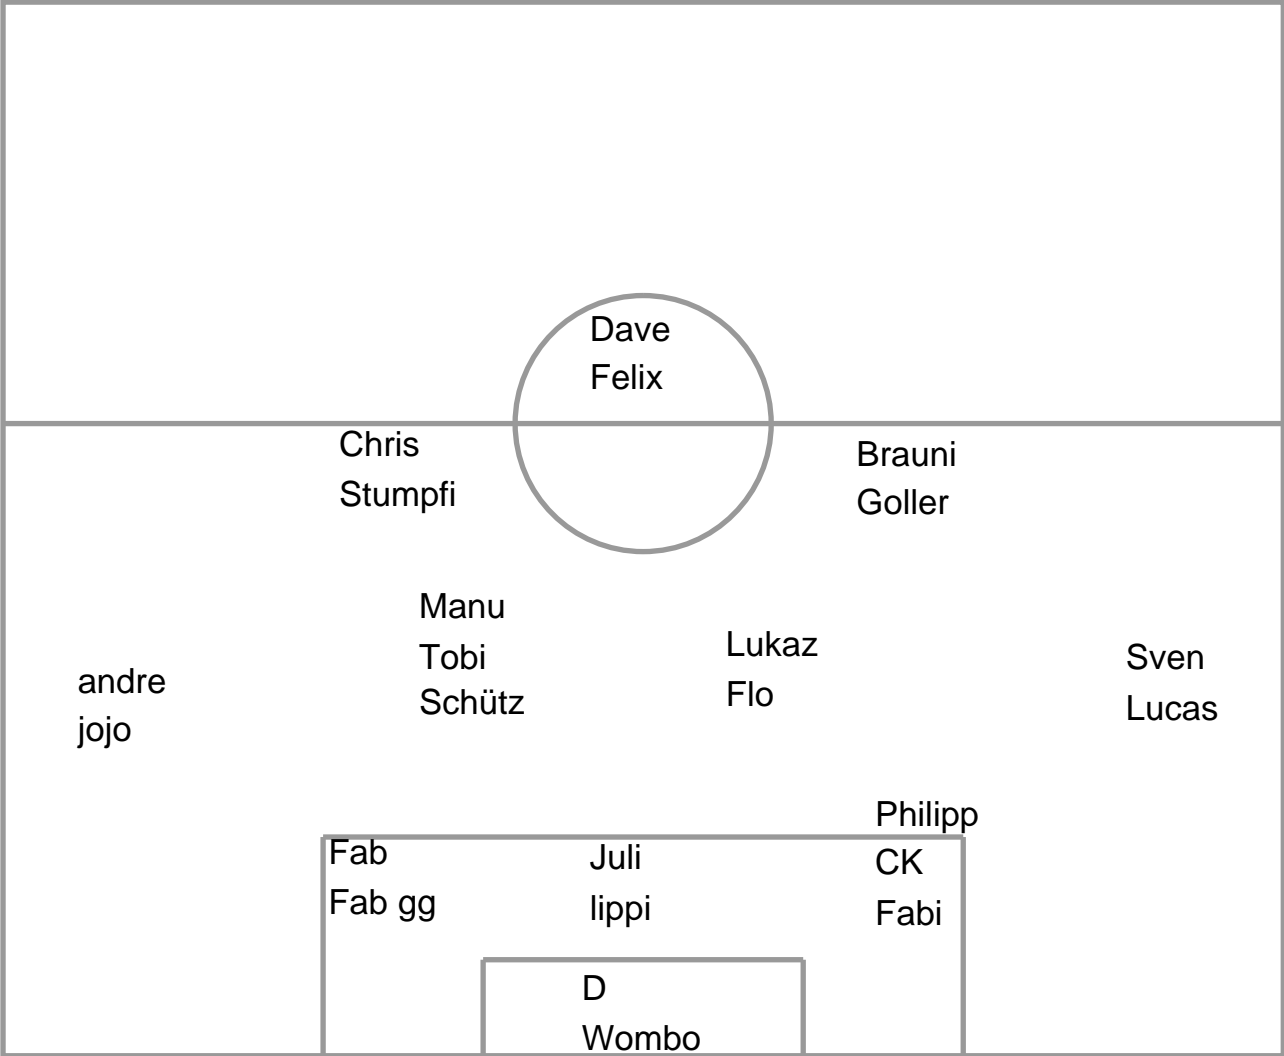 Dave
Felix
Chris
Stumpfi
Brauni
Goller
Manu
Tobi
Schütz
Lukaz
Flo
Sven
Lucas
andre
jojo
Philipp
CK
Fabi
Fab
Fab gg
Juli
lippi
D
Wombo